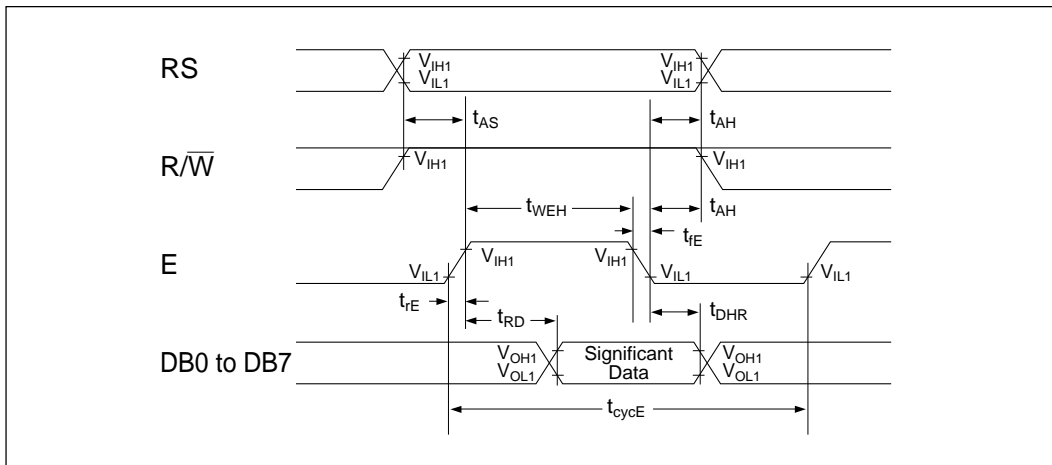 RS
VIH1
VIL1
VIH1
VIL1
tAS
tAH
R/W̅
VIH1
VIH1
tWEH
tAH
tfE
E
VIL1
VIH1
VIH1
VIL1
VIL1
trE
tRD
tDHR
DB0 to DB7
VOH1
VOL1
Significant
Data
VOH1
VOL1
tcycE